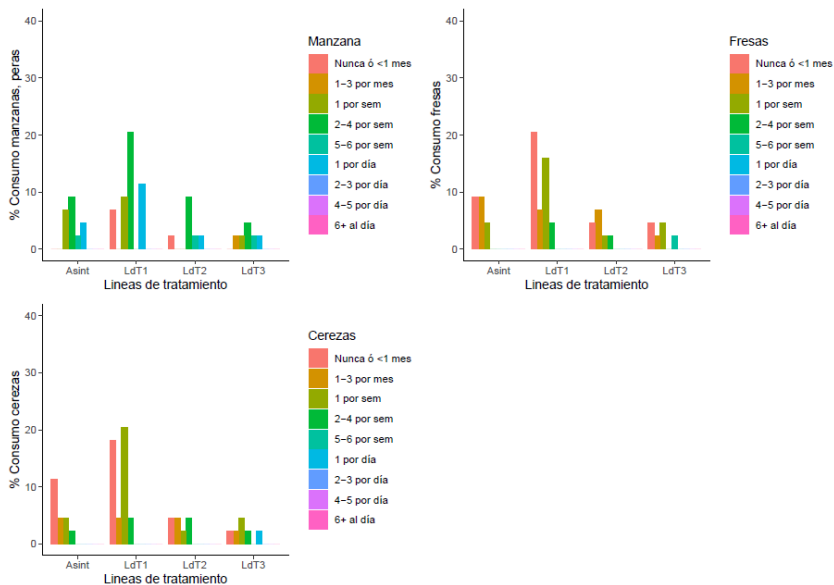 % Consumo manzanas, peras
40
30
20
10
0
Asint LdT1 LdT2 LdT3
Lineas de tratamiento
Manzana
Nunca ó <1 mes
1−3 por mes
1 por sem
2−4 por sem
5−6 por sem
1 por día
2−3 por día
4−5 por día
6+ al día
% Consumo fresas
40
30
20
10
0
Asint LdT1 LdT2 LdT3
Lineas de tratamiento
Fresas
Nunca ó <1 mes
1−3 por mes
1 por sem
2−4 por sem
5−6 por sem
1 por día
2−3 por día
4−5 por día
6+ al día
% Consumo cerezas
40
30
20
10
0
Asint LdT1 LdT2 LdT3
Lineas de tratamiento
Cerezas
Nunca ó <1 mes
1−3 por mes
1 por sem
2−4 por sem
5−6 por sem
1 por día
2−3 por día
4−5 por día
6+ al día